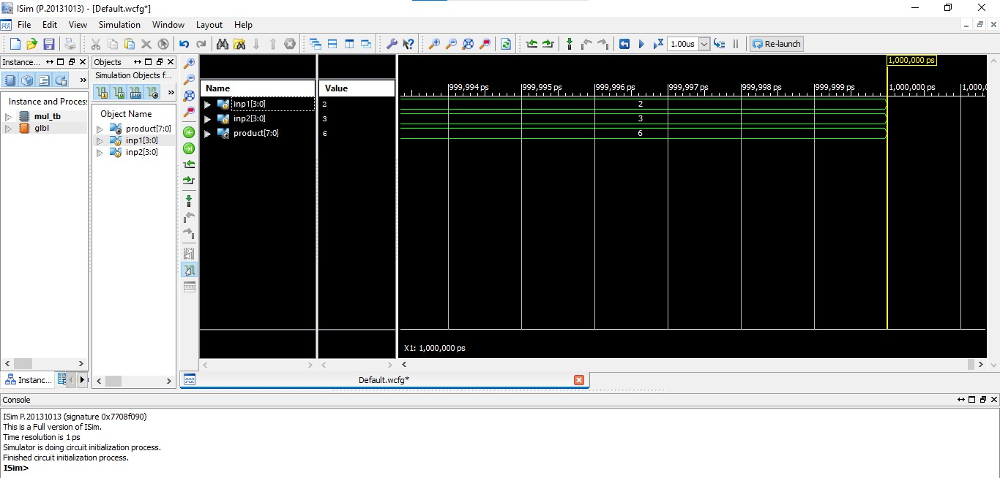 ISim (P.20131013) - [Default.wcfg*]
File Edit View Simulation Window Layout Help
1.00us Re-launch
Instance... Objects
Simulation Objects f...
Instance and Proces
mul_tb
glbl
Object Name
product[7:0]
inp1[3:0]
inp2[3:0]
Name Value
inp1[3:0] 2
inp2[3:0] 3
product[7:0] 6
1,000,000 ps
999,994 ps 999,995 ps 999,996 ps 999,997 ps 999,998 ps 999,999 ps 1,000,000 ps 1,000,0
2
3
6
X1: 1,000,000 ps
Instanc...
Default.wcfg*
Console
ISim P.20131013 (signature 0x7708f090)
This is a Full version of ISim.
Time resolution is 1 ps
Simulator is doing circuit initialization process.
Finished circuit initialization process.
ISim>